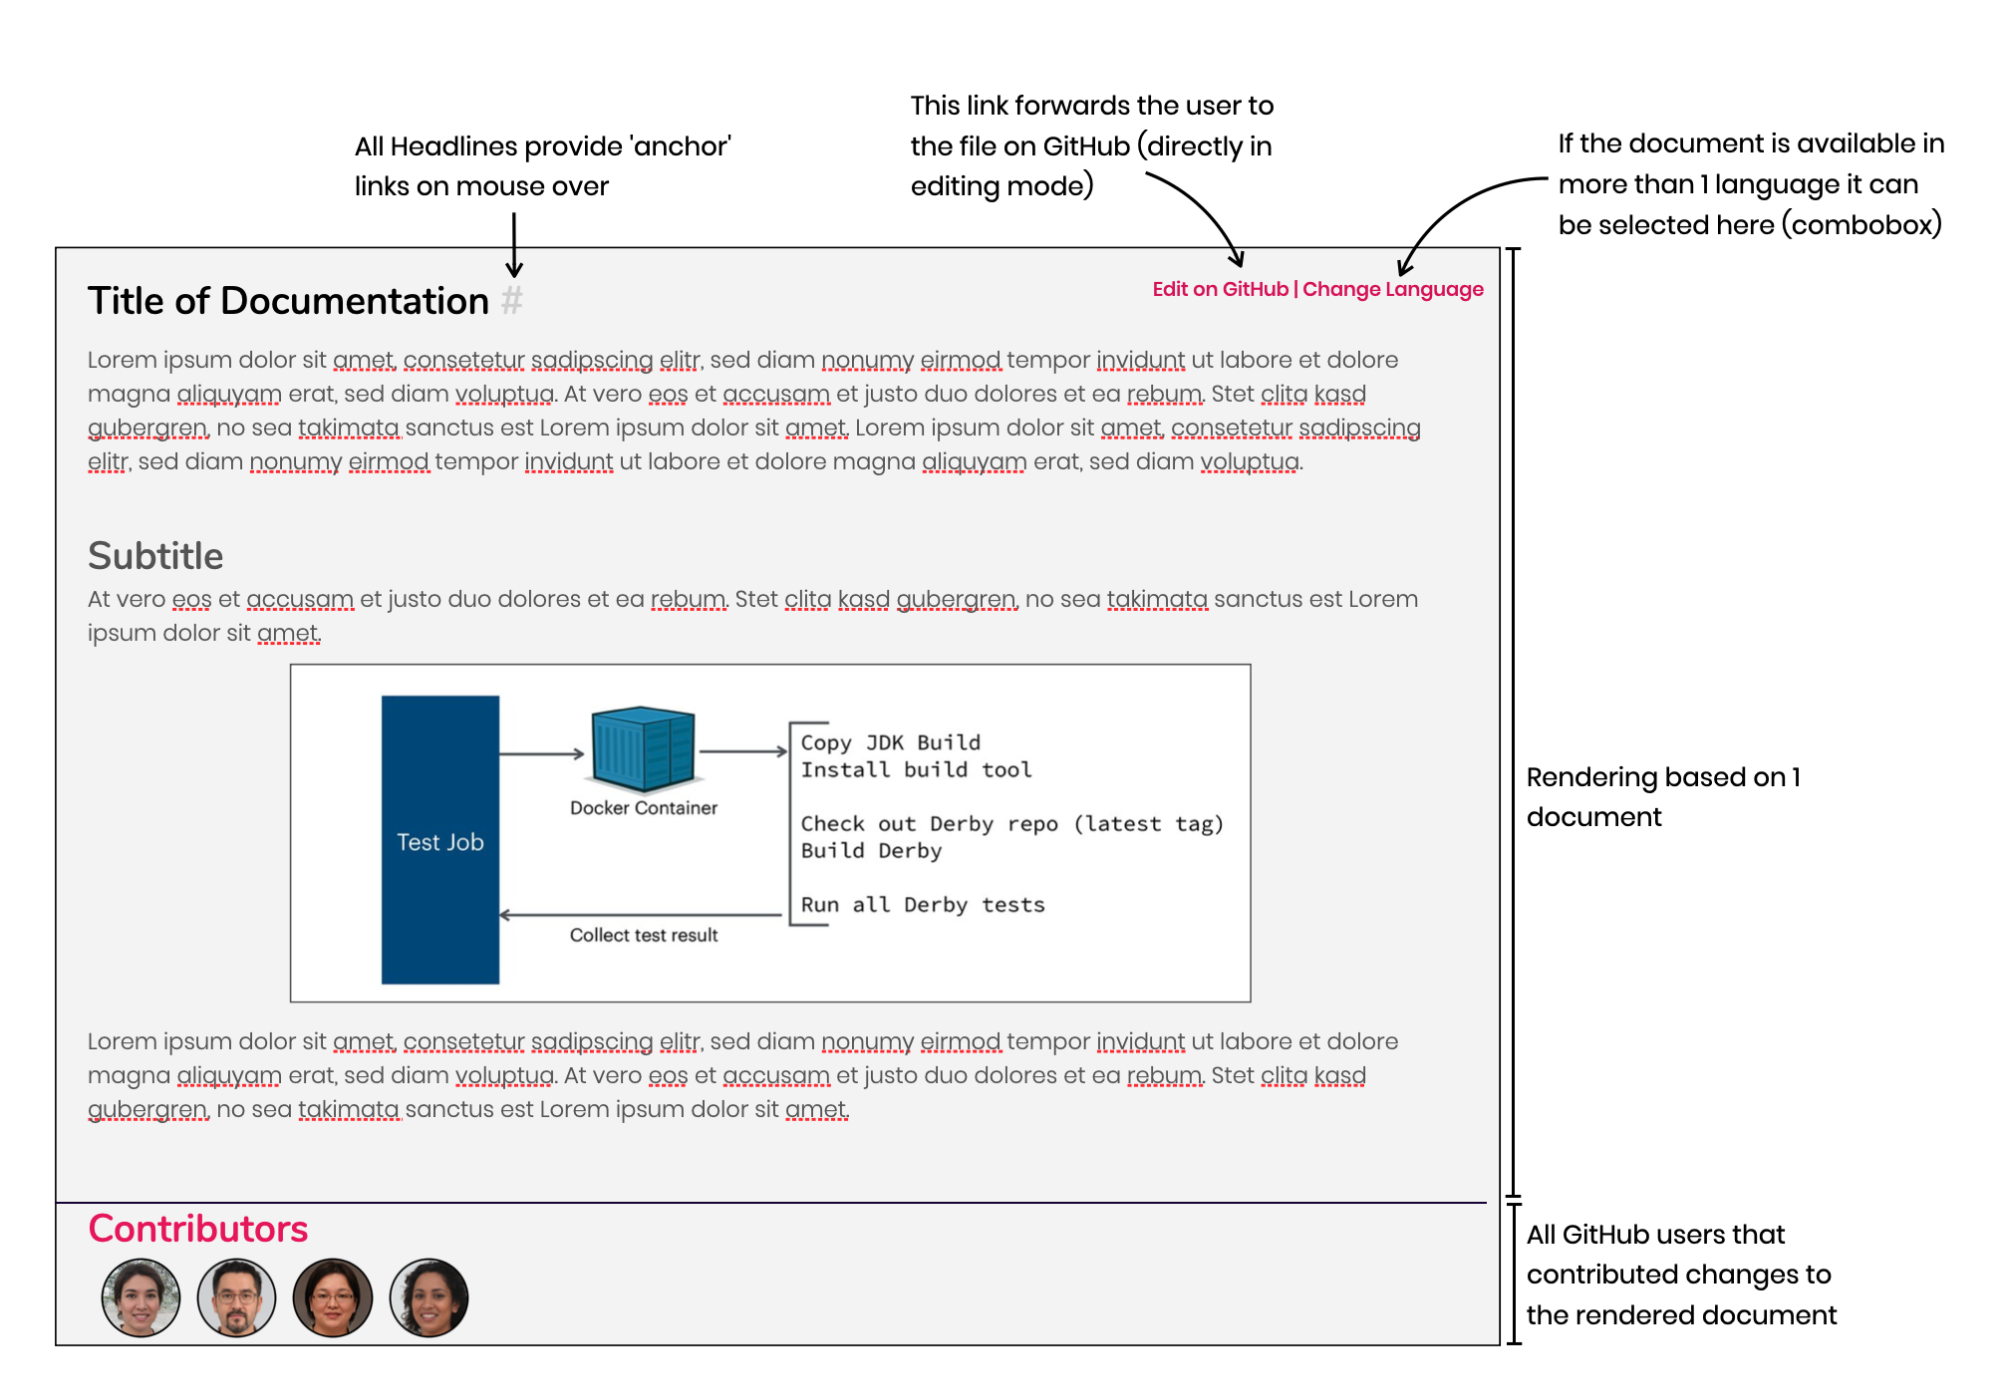 This link forwards the user to
the file on GitHub (directly in
editing mode)
All Headlines provide 'anchor'
links on mouse over
If the document is available in
more than 1 language it can
be selected here (combobox)
Title of Documentation #
Edit on GitHub | Change Language
Lorem ipsum dolor sit amet, consetetur sadipscing elitr, sed diam nonumy eirmod tempor invidunt ut labore et dolore
magna aliquyam erat, sed diam voluptua. At vero eos et accusam et justo duo dolores et ea rebum. Stet clita kasd
gubergren, no sea takimata sanctus est Lorem ipsum dolor sit amet. Lorem ipsum dolor sit amet, consetetur sadipscing
elitr, sed diam nonumy eirmod tempor invidunt ut labore et dolore magna aliquyam erat, sed diam voluptua.
Subtitle
At vero eos et accusam et justo duo dolores et ea rebum. Stet clita kasd gubergren, no sea takimata sanctus est Lorem
ipsum dolor sit amet.
Test Job
Docker Container
Copy JDK Build
Install build tool
Check out Derby repo (latest tag)
Build Derby
Run all Derby tests
Collect test result
Rendering based on 1
document
Lorem ipsum dolor sit amet, consetetur sadipscing elitr, sed diam nonumy eirmod tempor invidunt ut labore et dolore
magna aliquyam erat, sed diam voluptua. At vero eos et accusam et justo duo dolores et ea rebum. Stet clita kasd
gubergren, no sea takimata sanctus est Lorem ipsum dolor sit amet.
Contributors
All GitHub users that
contributed changes to
the rendered document